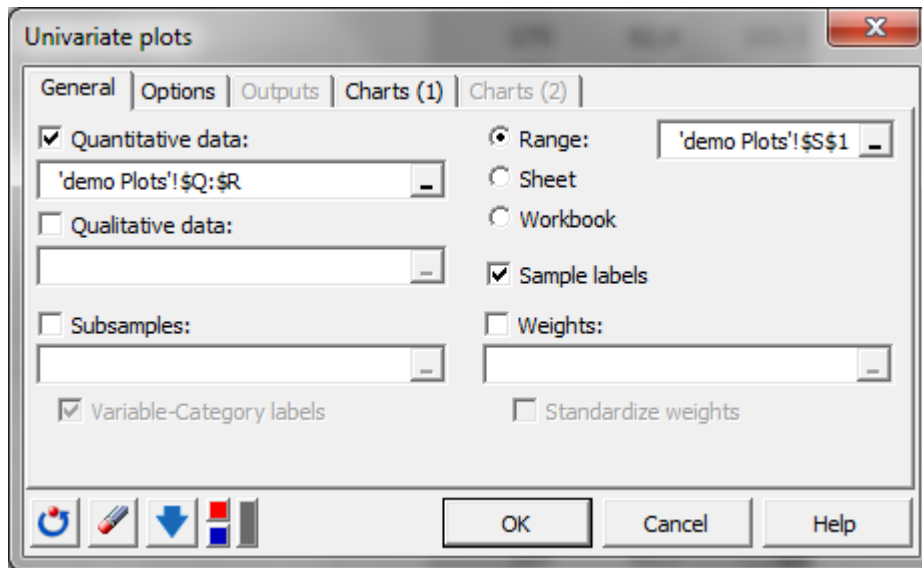 Univariate plots
General Options Outputs Charts (1) Charts (2)
Quantitative data:
'demo Plots'!$Q:$R
Range: 'demo Plots'!$S$1
Sheet
Qualitative data:
Workbook
Sample labels
Subsamples:
Weights:
Variable-Category labels
Standardize weights
OK Cancel Help